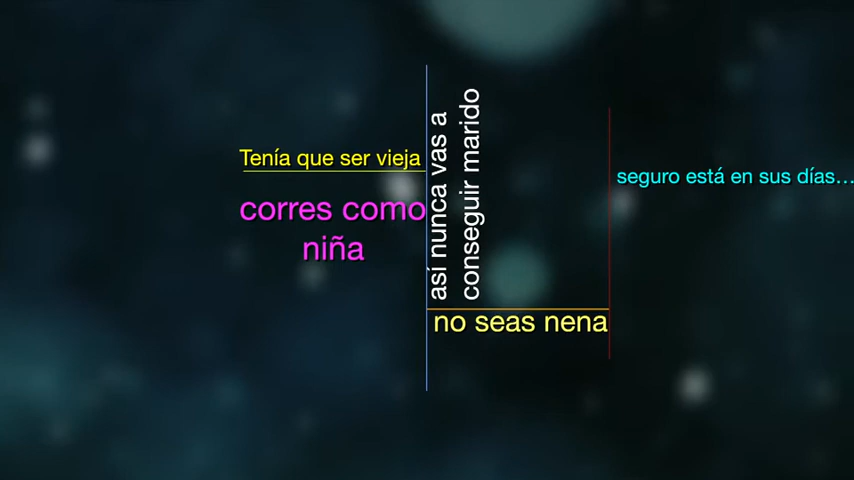 Tenía que ser vieja
corres como
niña
así nunca vas a
conseguir marido
no seas nena
seguro está en sus días...